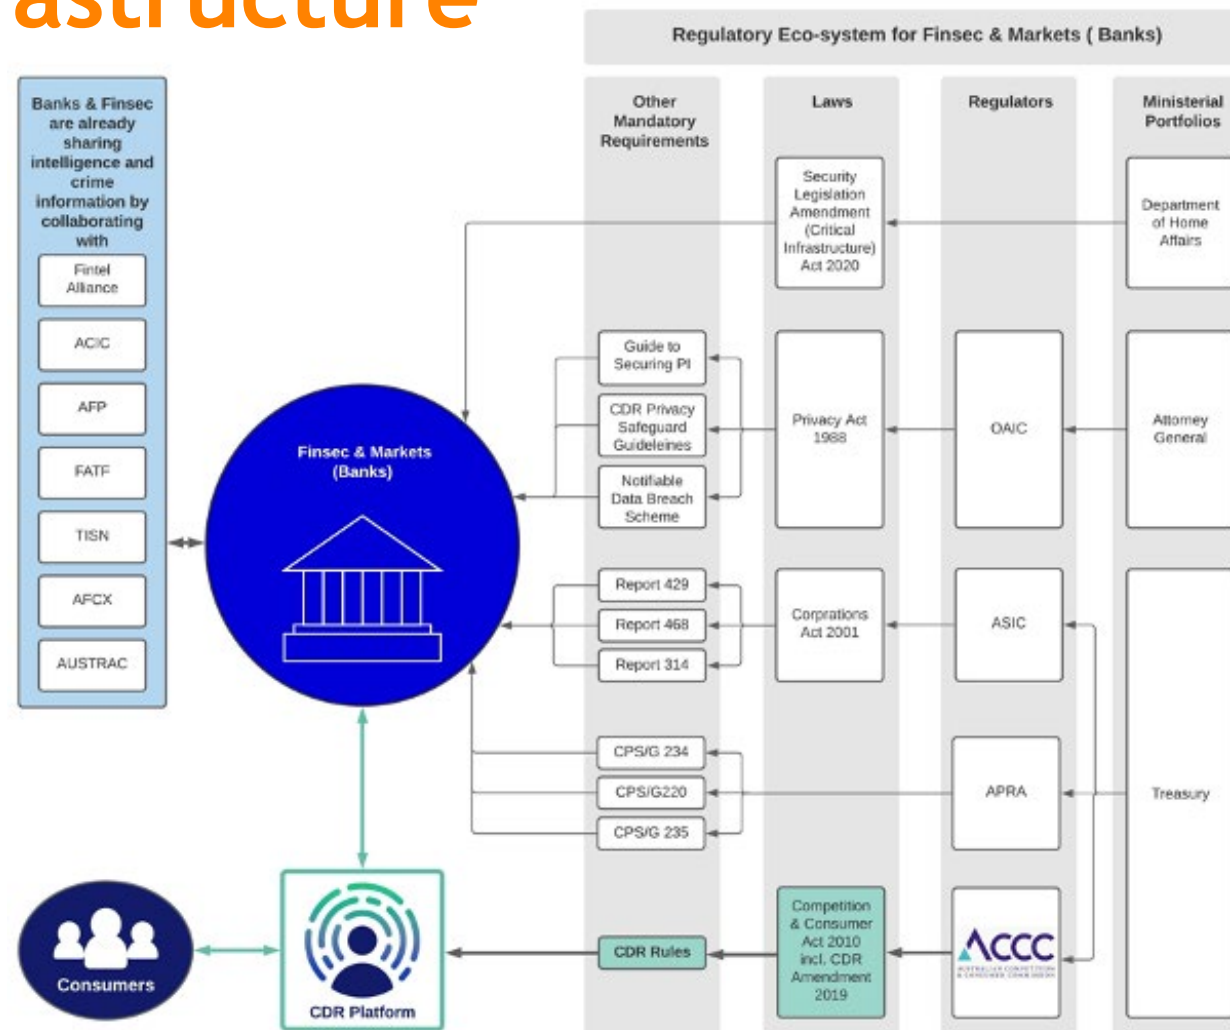 astructure
Regulatory Eco-system for Finsec & Markets ( Banks)
Banks & Finsec
are already
sharing
intelligence and
crime
information by
collaborating
with
Fintel
Alliance
ACIC
AFP
FATF
TISN
AFCX
AUSTRAC
Finsec & Markets
(Banks)
Consumers
CDR Platform
Other
Mandatory
Requirements
Guide to
Securing PI
CDR Privacy
Safeguard
Guideleines
Notifiable
Data Breach
Scheme
Report 429
Report 468
Report 314
CPS/G 234
CPS/G220
CPS/G 235
CDR Rules
Laws
Security
Legislation
Amendment
(Critical
Infrastructure)
Act 2020
Privacy Act
1988
Corprations
Act 2001
Competition
& Consumer
Act 2010
incl. CDR
Amendment
2019
Regulators
OAIC
ASIC
APRA
ACCC
AUSTRALIAN COMPETITION
& CONSUMER COMMISSION
Ministerial
Portfolios
Department
of Home
Affairs
Attorney
General
Treasury